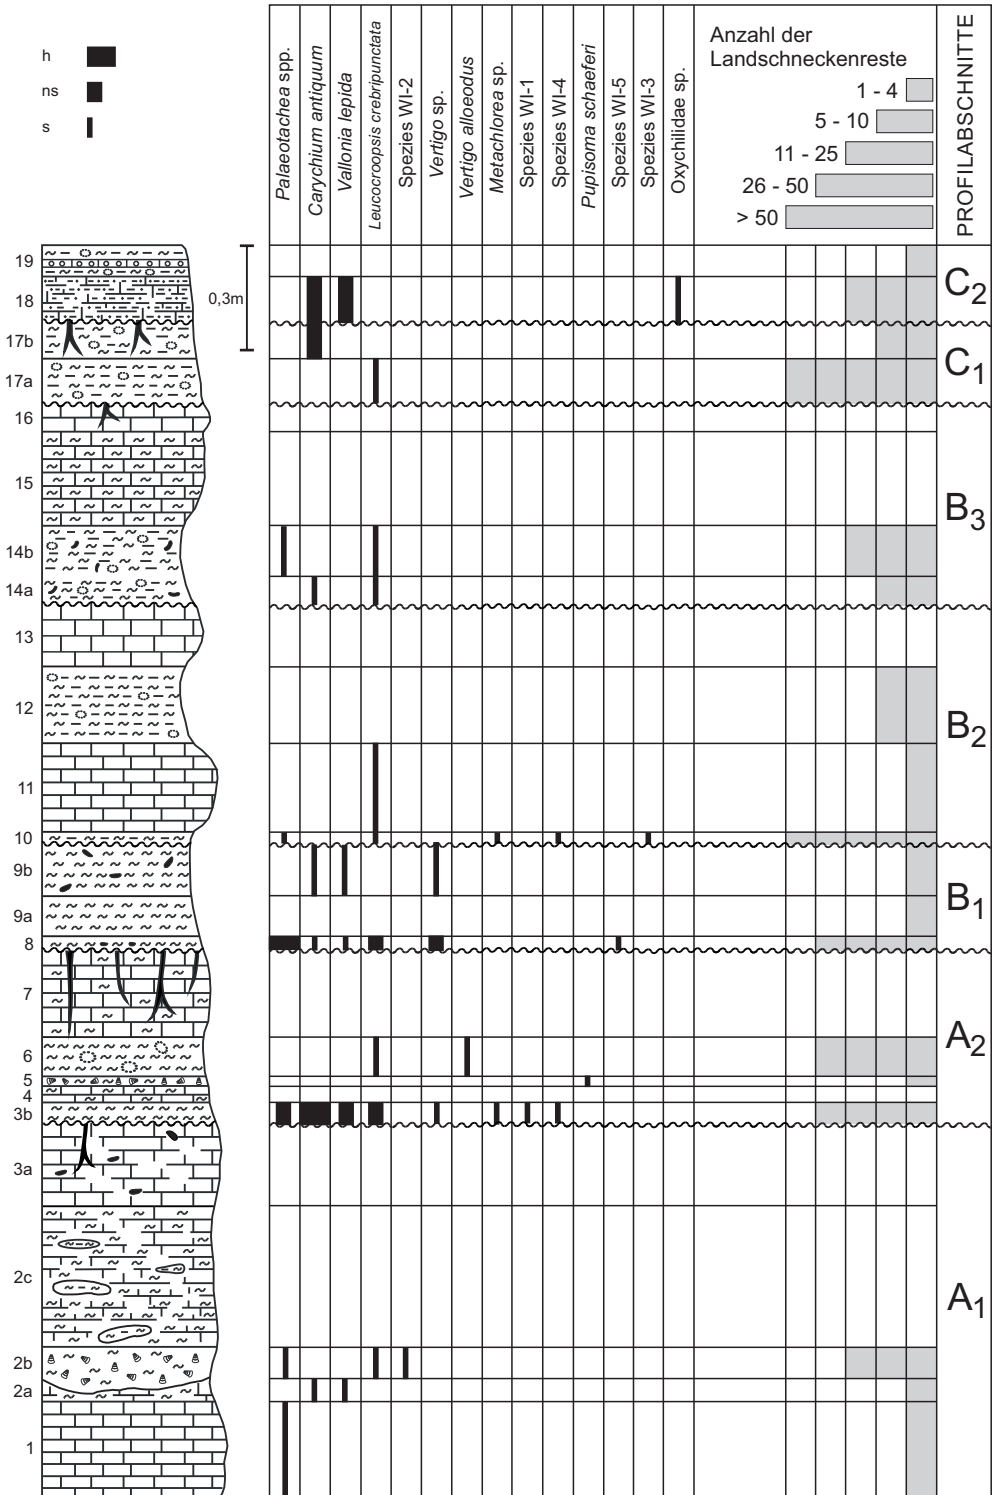 h
ns
s
Palaeotachea spp.
Carychium antiquum
Vallonia lepida
Leucocroopsis crebripunctata
Spezies WI-2
Vertigo sp.
Vertigo alloeodus
Metachlorea sp.
Spezies WI-1
Spezies WI-4
Pupisoma schaeferi
Spezies WI-5
Spezies WI-3
Oxychilidae sp.
Anzahl der
Landschneckenreste
1 - 4
5 - 10
11 - 25
26 - 50
> 50
PROFILABSCHNITTE
0,3m
19
18
17b
17a
16
15
14b
14a
13
12
11
10
9b
9a
8
7
6
5
4
3b
3a
2c
2b
2a
1
C2
C1
B3
B2
B1
A2
A1